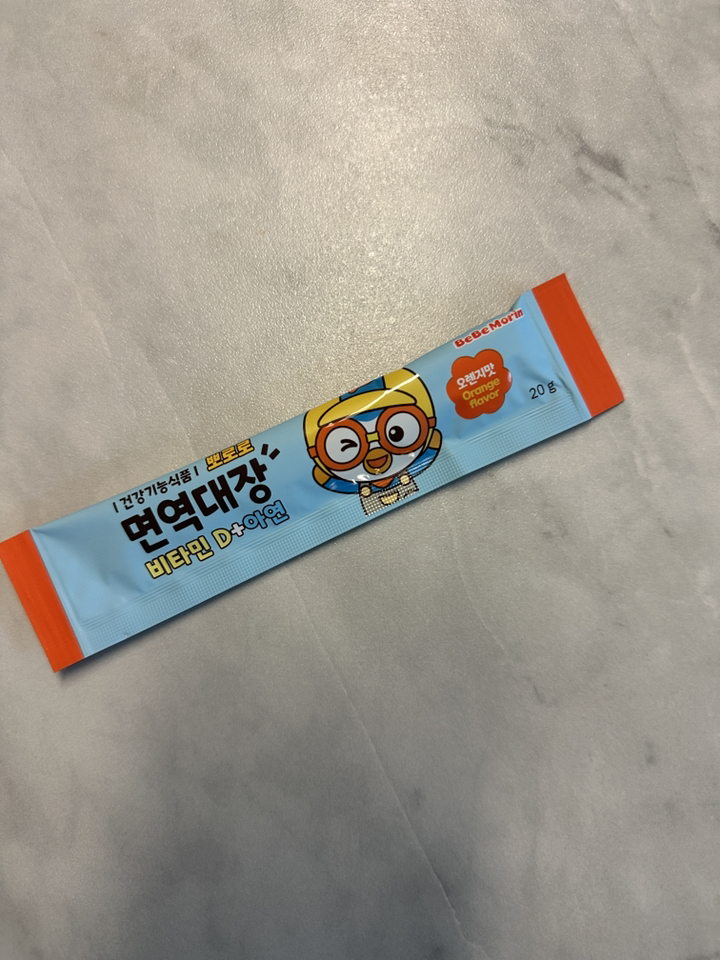 | 건강기능식품 | 뽀로로
면역대장
비타민 D+아연
BeBeMorin
오렌지맛
Orange
flavor
20 g